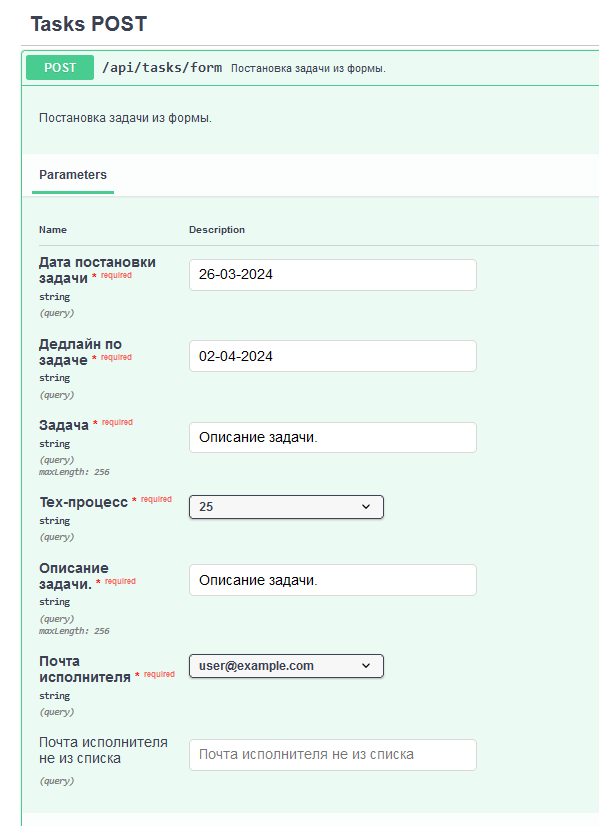 Tasks POST
POST /api/tasks/form Постановка задачи из формы.
Постановка задачи из формы.
Parameters
Name Description
Дата постановки
задачи * required
string
(query)
26-03-2024
Дедлайн по
задаче * required
string
(query)
02-04-2024
Задача * required
string
(query)
maxLength: 256
Описание задачи.
Тех-процесс * required
string
(query)
25
Описание
задачи. * required
string
(query)
maxLength: 256
Описание задачи.
Почта
исполнителя * required
string
(query)
user@example.com
Почта исполнителя
не из списка
(query)
Почта исполнителя не из списка